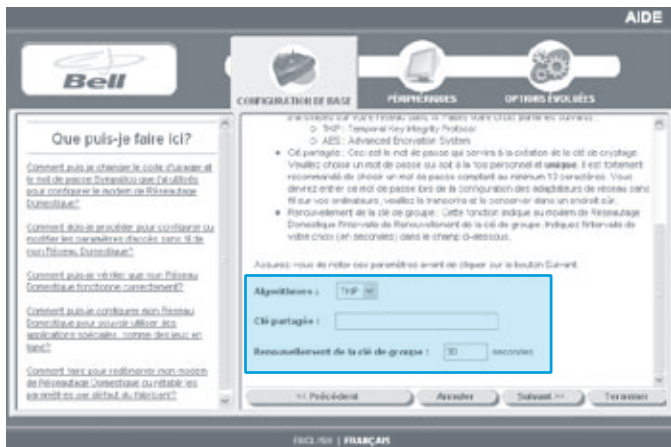 AIDE
Bell
CONFIGURATION DE BASE
PÉRIPHÉRIQUES
OPTIONS ÉVOLUÉES
Que puis-je faire ici?
Comment puis-je changer le code d'usager et
le mot de passe Sympatico que j'ai utilisés
pour configurer le modem de Réseautage
Domestique?
Comment dois-je procéder pour configurer ou
modifier les paramètres d'accès sans fil de
mon Réseau Domestique?
Comment puis-je vérifier que mon Réseau
Domestique fonctionne correctement?
Comment puis-je configurer mon Réseau
Domestique pour pouvoir utiliser des
applications spéciales, comme des jeux en
ligne?
Comment faire pour redémarrer mon modem
de Réseautage Domestique ou rétablir les
paramètres par défaut du fabricant?
TKIP : Temporal Key Integrity Protocol
AES : Advanced Encryption System
Clé partagée : Ceci est le mot de passe qui servira à la création de la clé de cryptage.
Veuillez choisir un mot de passe qui soit à la fois personnel et unique. Il est fortement
recommandé de choisir un mot de passe comptant au minimum 10 caractères. Vous
devrez entrer ce mot de passe lors de la configuration des adaptateurs de réseau sans
fil sur vos ordinateurs, veuillez le transcrire et le conserver dans un endroit sûr.
Renouvellement de la clé de groupe : Cette fonction indique au modem de Réseautage
Domestique l'intervalle de Renouvellement de la clé de groupe. Indiquez l'intervalle de
votre choix (en secondes) dans le champ ci-dessous.
Assurez-vous de noter ces paramètres avant de cliquer sur le bouton Suivant.
Algorithmes : TKIP
Clé partagée :
Renouvellement de la clé de groupe : 30 secondes
<< Précédent
Annuler
Suivant >>
Terminer
ENGLISH | FRANÇAIS